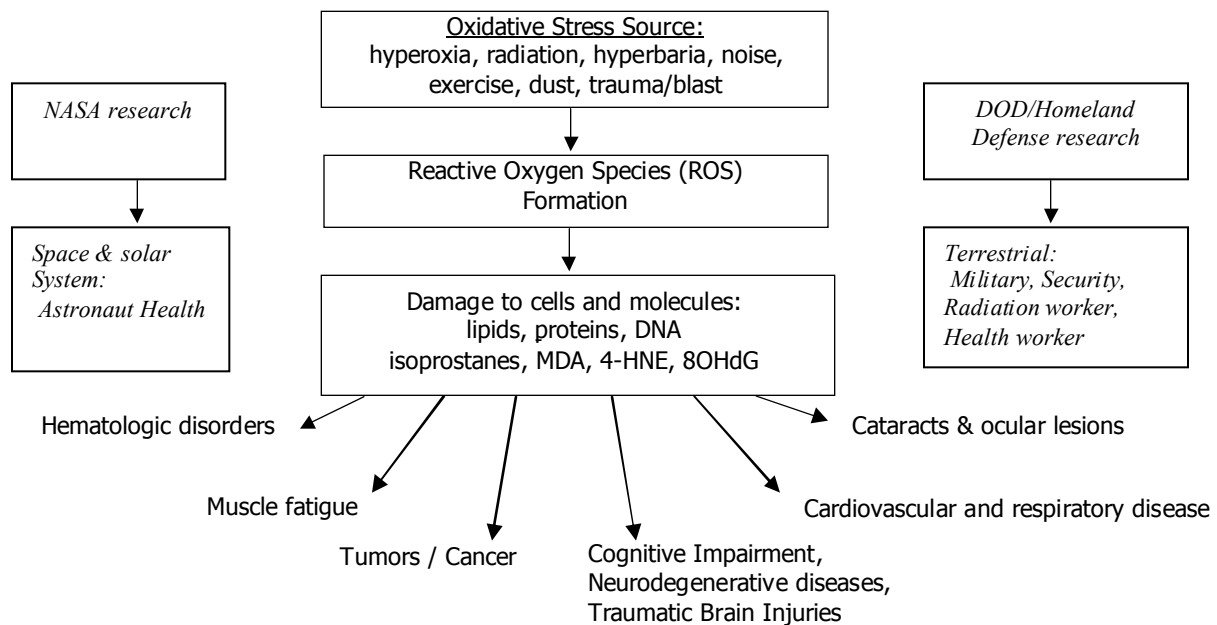 Oxidative Stress Source:
hyperoxia, radiation, hyperbaria, noise,
exercise, dust, trauma/blast
NASA research
DOD/Homeland
Defense research
Reactive Oxygen Species (ROS)
Formation
Space & solar
System:
Astronaut Health
Terrestrial:
Military, Security,
Radiation worker,
Health worker
Damage to cells and molecules:
lipids, proteins, DNA
isoprostanes, MDA, 4-HNE, 8OHdG
Hematologic disorders
Cataracts & ocular lesions
Muscle fatigue
Cardiovascular and respiratory disease
Tumors / Cancer
Cognitive Impairment,
Neurodegenerative diseases,
Traumatic Brain Injuries